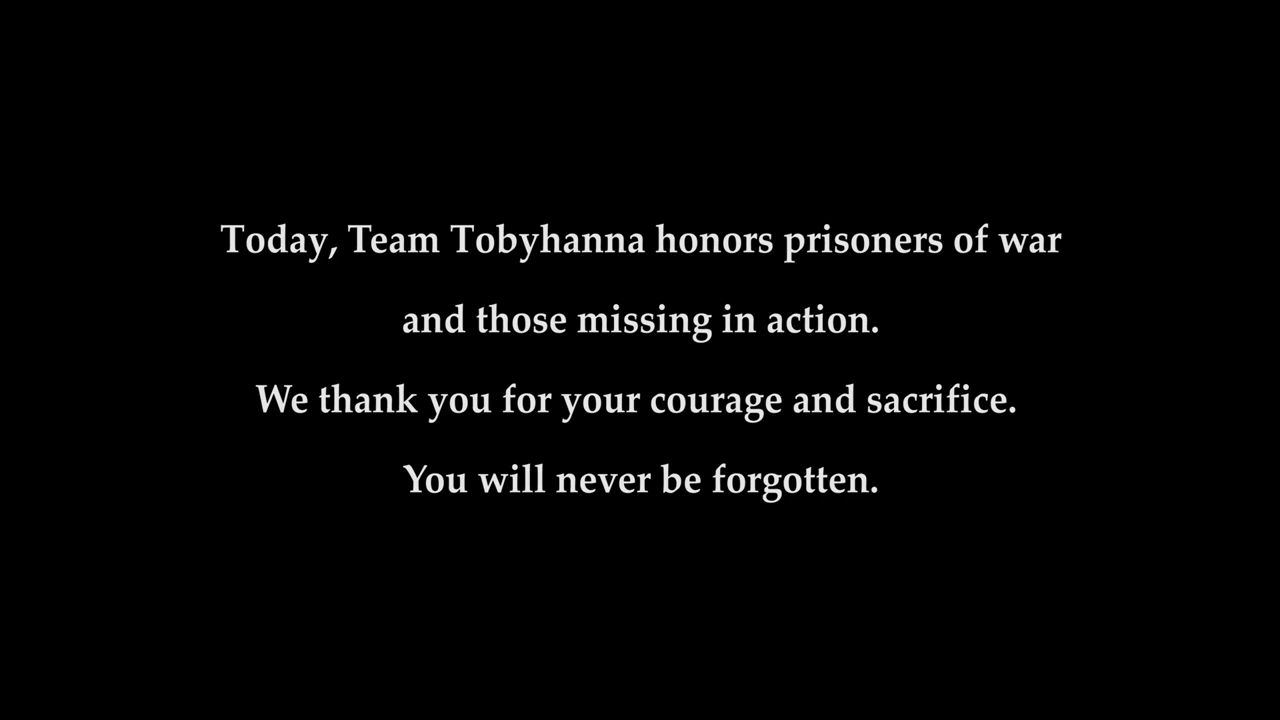 Today, Team Tobyhanna honors prisoners of war
and those missing in action.
We thank you for your courage and sacrifice.
You will never be forgotten.